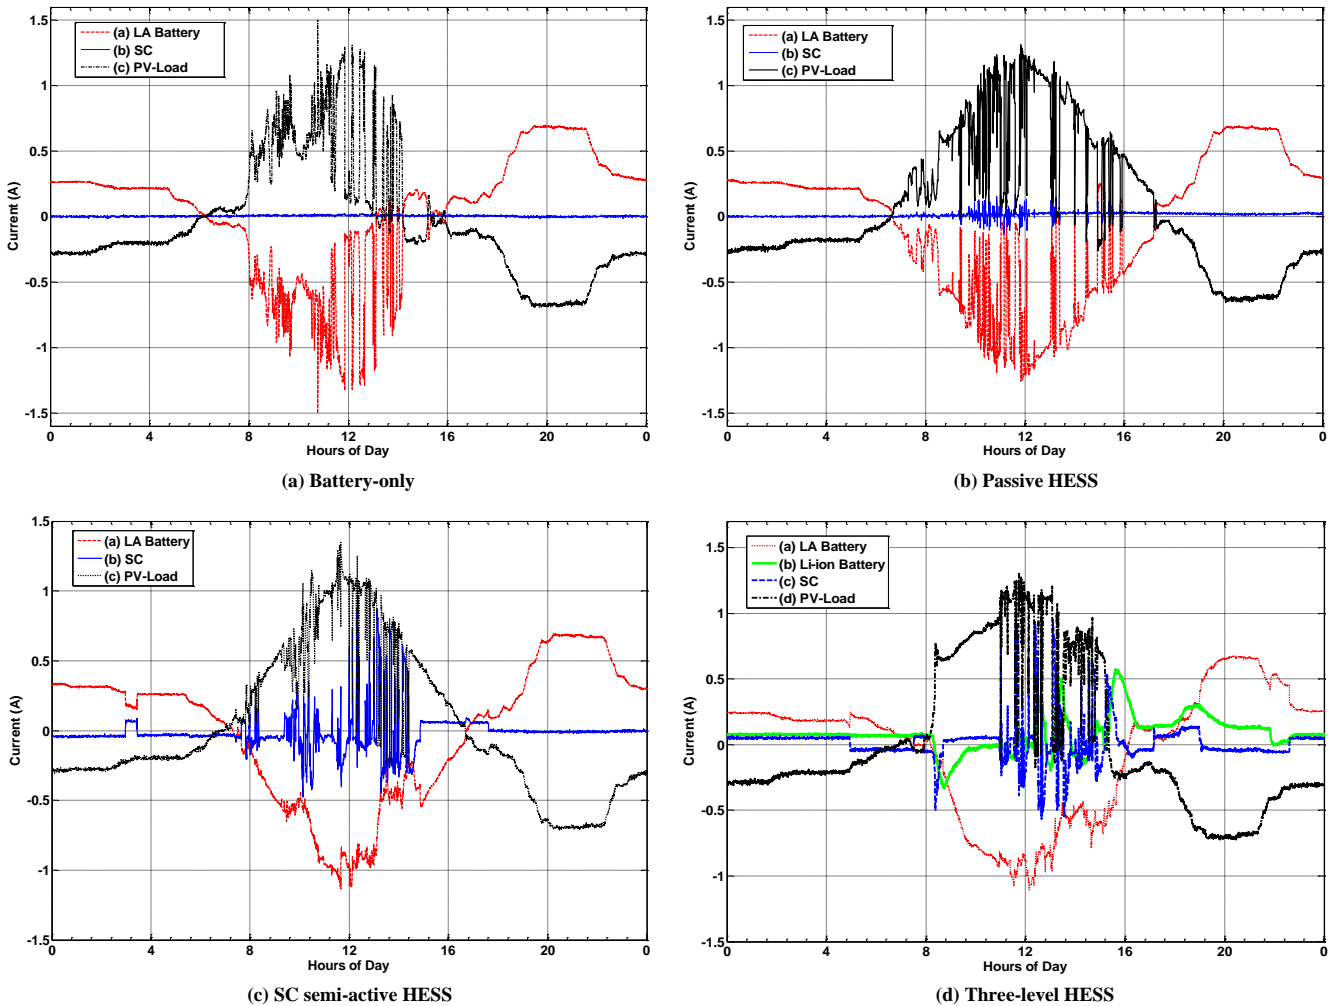 (a) LA Battery
(b) SC
(c) PV-Load
Current (A)
1.5
1
0.5
0
-0.5
-1
-1.5
0 4 8 12 16 20 0
Hours of Day
(a) Battery-only
(a) LA Battery
(b) SC
(c) PV-Load
Current (A)
1.5
1
0.5
0
-0.5
-1
-1.5
0 4 8 12 16 20 0
Hours of Day
(b) Passive HESS
(a) LA Battery
(b) SC
(c) PV-Load
Current (A)
1.5
1
0.5
0
-0.5
-1
-1.5
0 4 8 12 16 20 0
Hours of Day
(c) SC semi-active HESS
(a) LA Battery
(b) Li-ion Battery
(c) SC
(d) PV-Load
Current (A)
1.5
1
0.5
0
-0.5
-1
-1.5
0 4 8 12 16 20 0
Hours of Day
(d) Three-level HESS